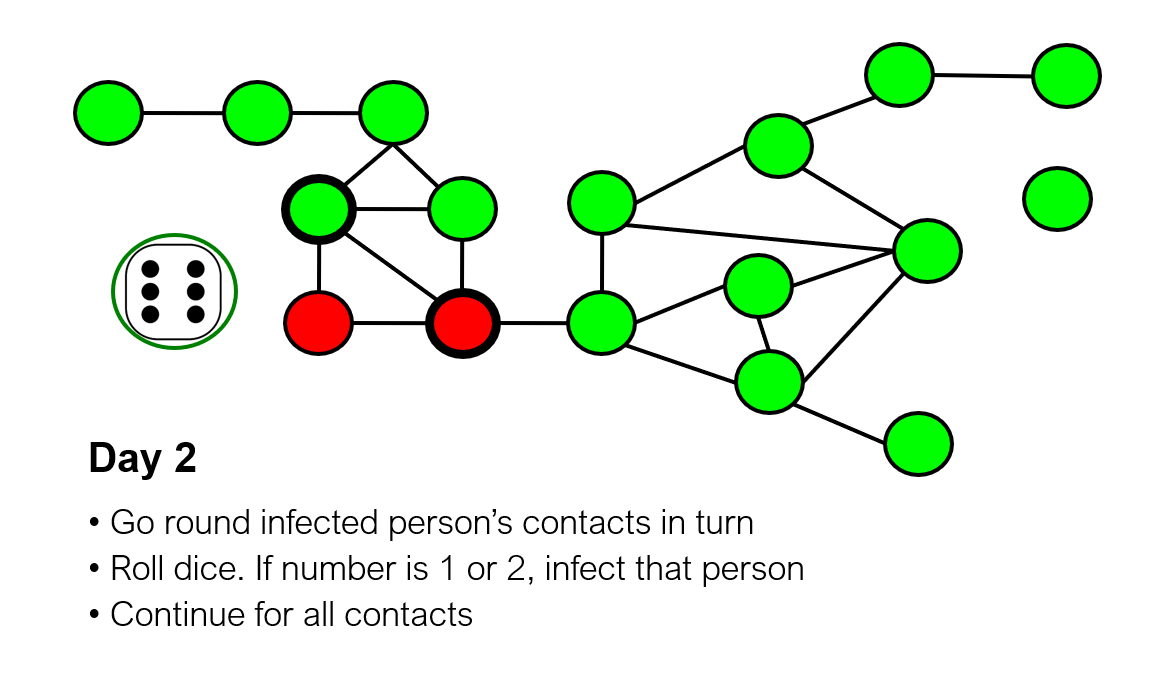 Day 2
• Go round infected person’s contacts in turn
• Roll dice. If number is 1 or 2, infect that person
• Continue for all contacts